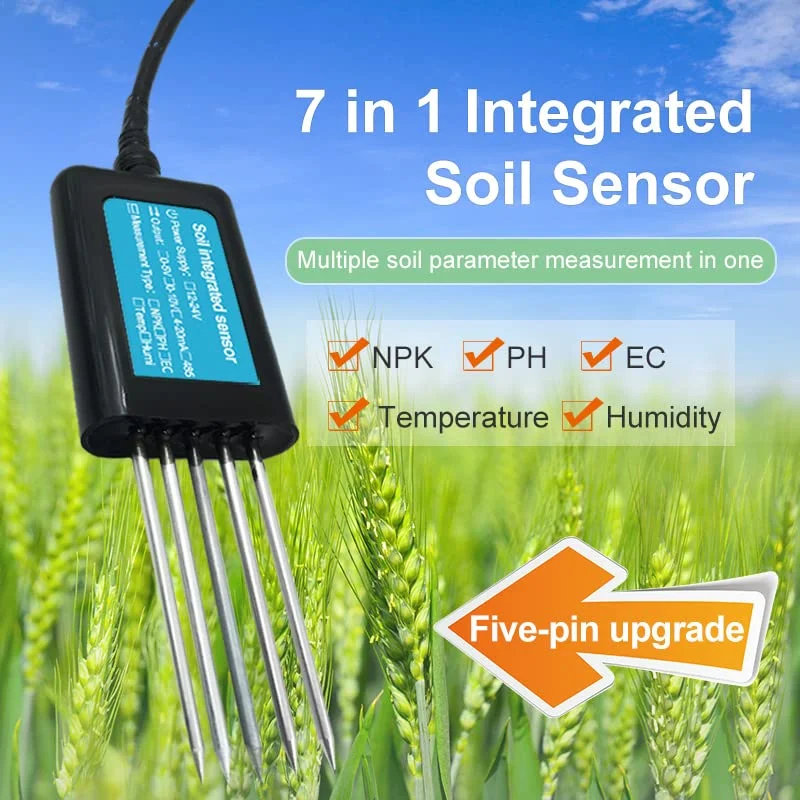 7 in 1 Integrated
Soil Sensor
Multiple soil parameter measurement in one
NPK PH EC
Temperature Humidity
Five-pin upgrade
Soil integrated sensor
Power Supply: □12-24V
Output: □0-5V□0-10V□4-20mA□485
Measurement Type: □NPK□PH□EC
□Temp□Humi